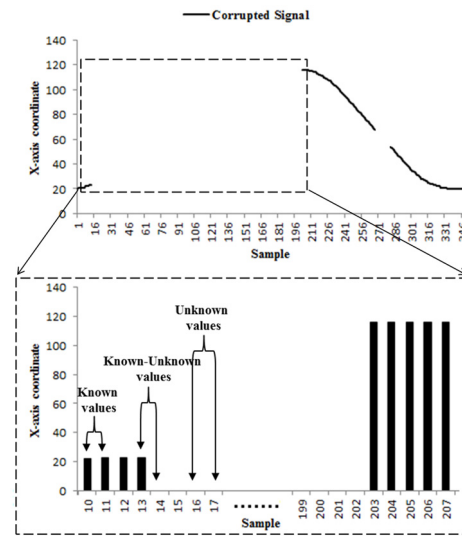 Corrupted Signal
140
120
100
80
60
40
20
0
X-axis coordinate
1 16 31 46 61 76 91 106 121 136 151 166 181 196 211 226 241 256 271 286 301 316 331 346
Sample
140
120
100
80
60
40
20
0
X-axis coordinate
Unknown
values
Known-Unknown
values
Known
values
10 11 12 13 14 15 16 17 ........ 199 200 201 202 203 204 205 206 207
Sample